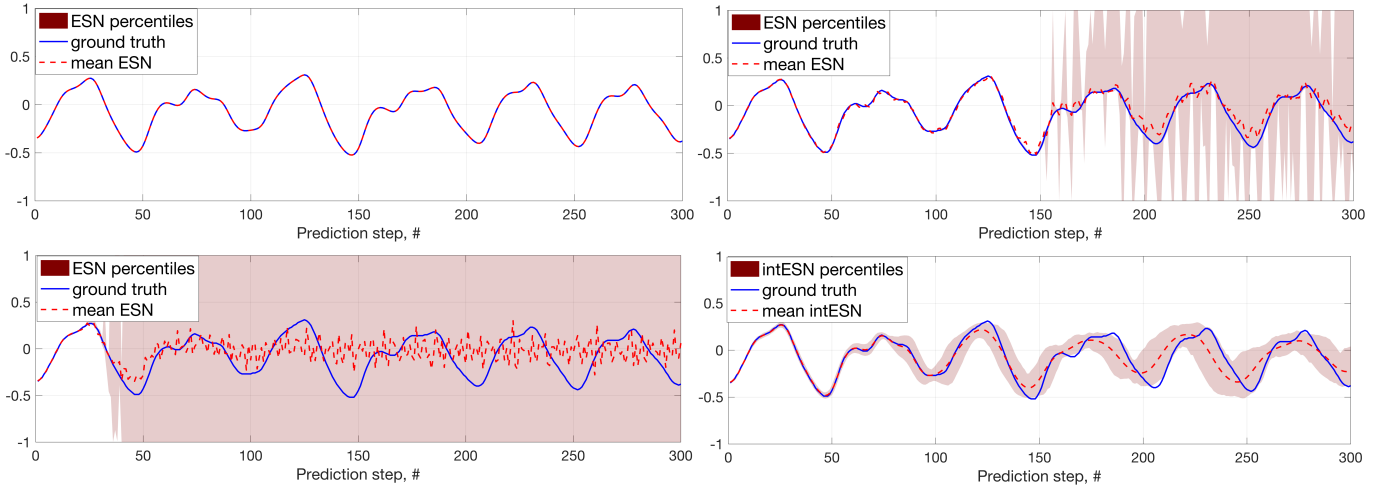 1
0.5
0
-0.5
-1
ESN percentiles
ground truth
mean ESN
0 50 100 150 200 250 300
Prediction step, #
1
0.5
0
-0.5
-1
ESN percentiles
ground truth
mean ESN
0 50 100 150 200 250 300
Prediction step, #
1
0.5
0
-0.5
-1
ESN percentiles
ground truth
mean ESN
0 50 100 150 200 250 300
Prediction step, #
1
0.5
0
-0.5
-1
intESN percentiles
ground truth
mean intESN
0 50 100 150 200 250 300
Prediction step, #